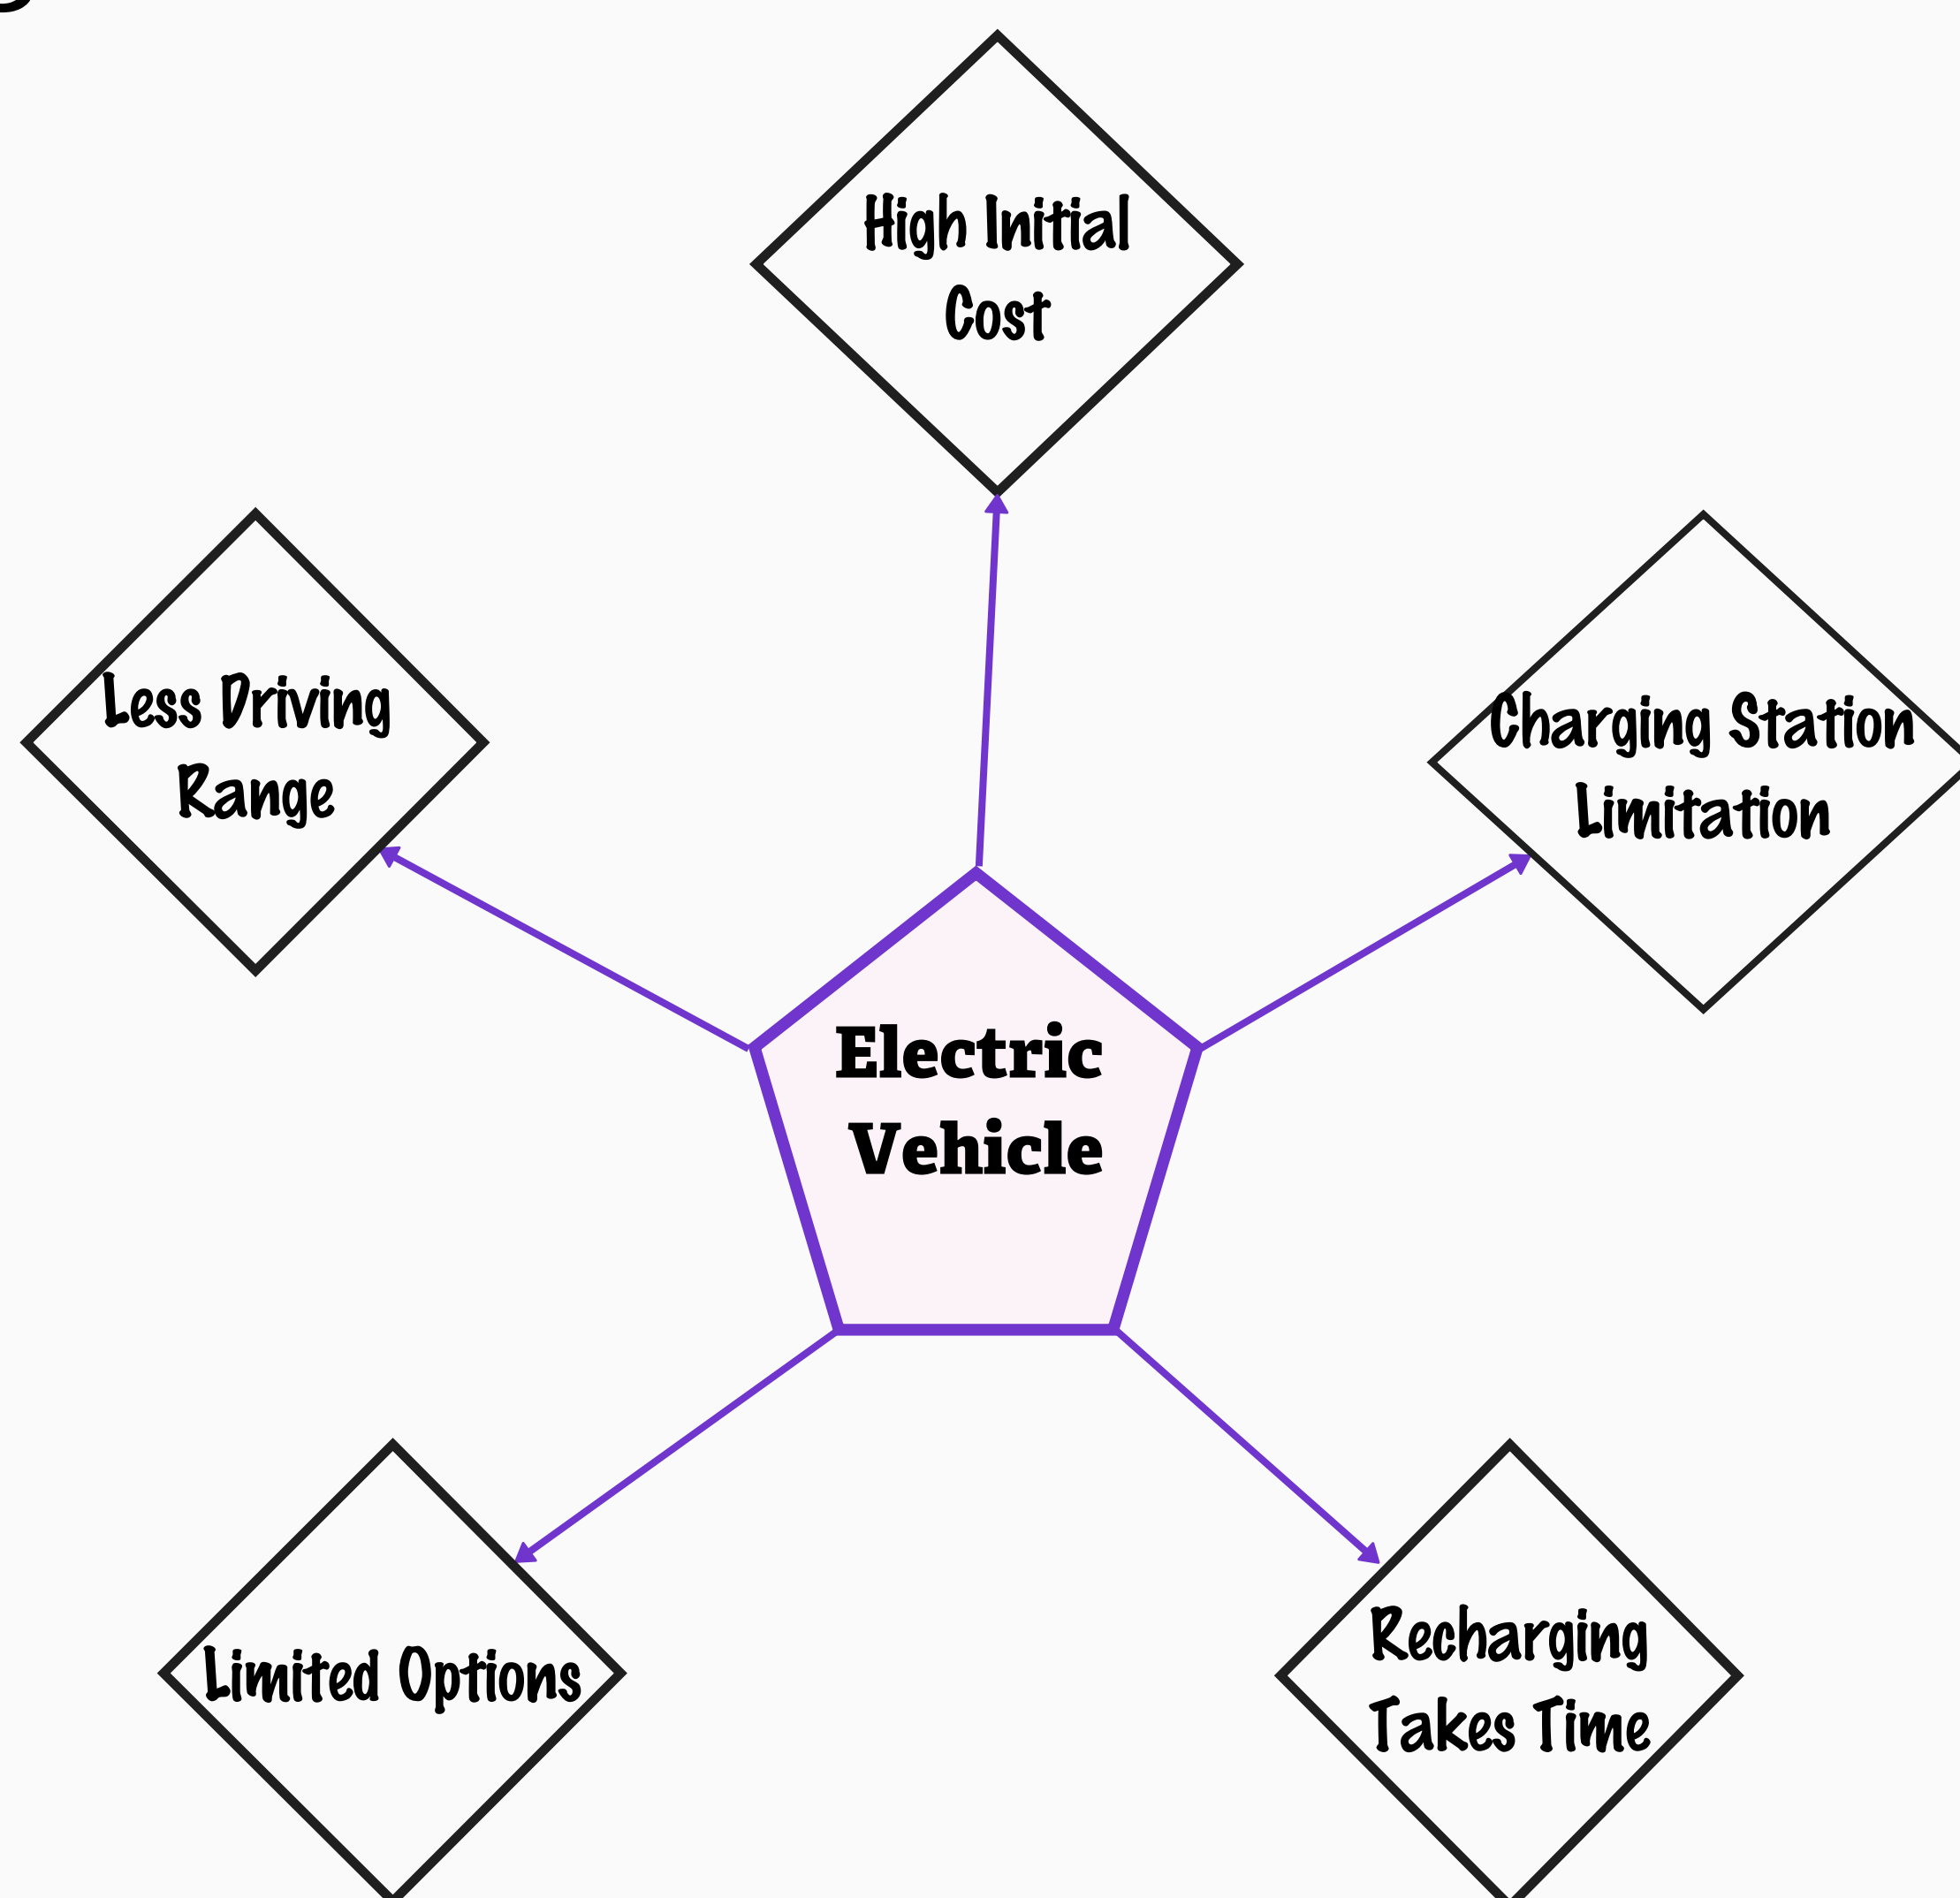 High Initial
Cost
Less Driving
Range
Charging Station
Limitation
Electric
Vehicle
Limited Options
Recharging
Takes Time